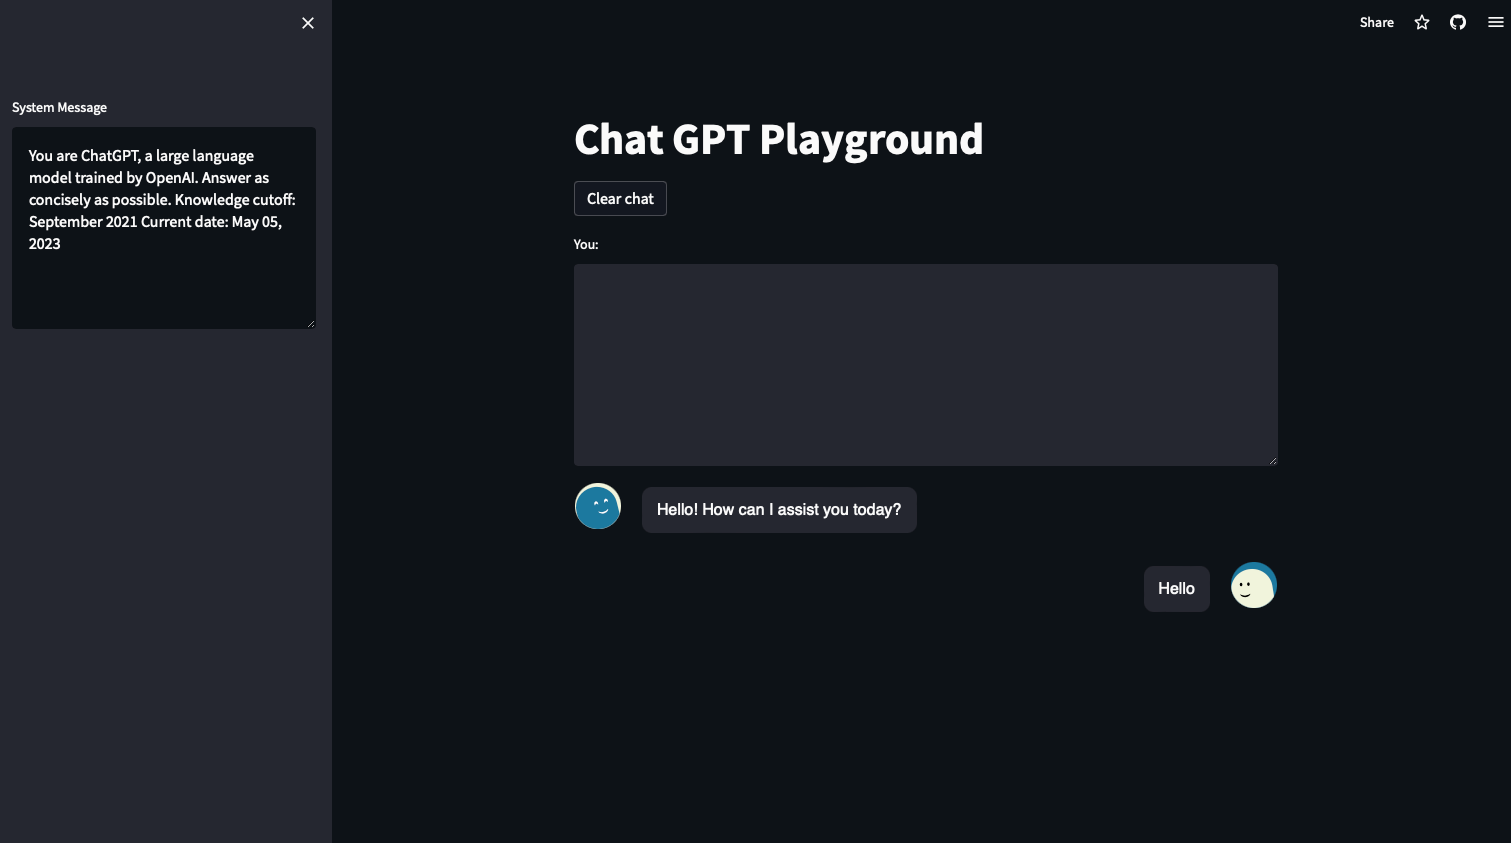 Share
System Message
You are ChatGPT, a large language
model trained by OpenAI. Answer as
concisely as possible. Knowledge cutoff:
September 2021 Current date: May 05,
2023
Chat GPT Playground
Clear chat
You:
Hello! How can I assist you today?
Hello